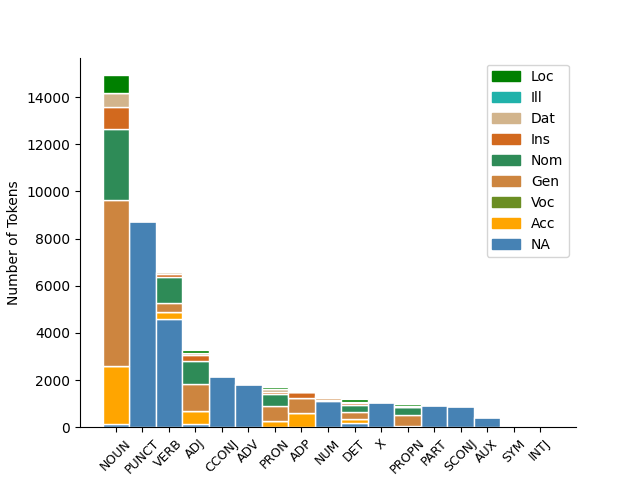 Loc
Ill
Dat
Ins
Nom
Gen
Voc
Acc
NA
Number of Tokens
14000
12000
10000
8000
6000
4000
2000
0
NOUN
PUNCT
VERB
ADJ
CCONJ
ADV
PRON
ADP
NUM
DET
X
PROPN
PART
SCONJ
AUX
SYM
INTJ